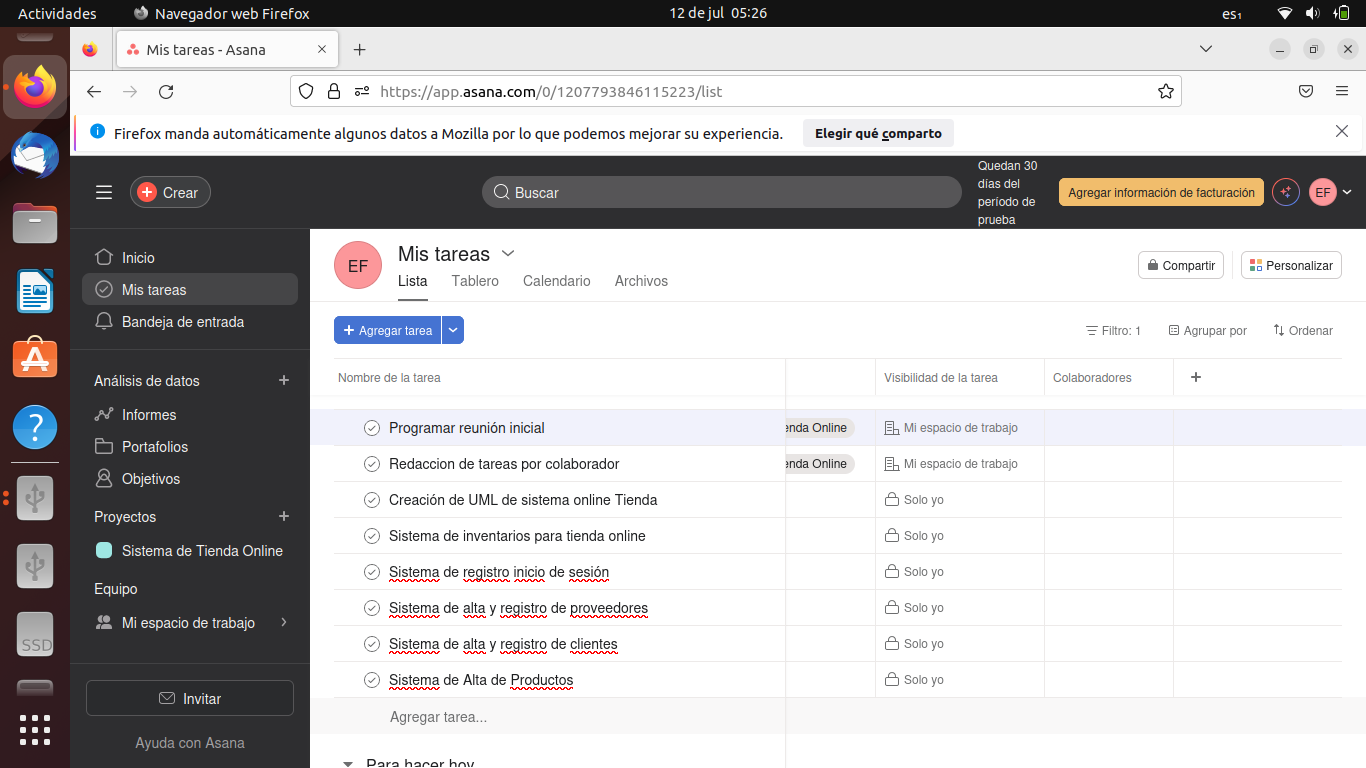 Actividades
Navegador web Firefox
12 de jul 05:26
es₁
Mis tareas - Asana
https://app.asana.com/0/1207793846115223/list
Firefox manda automáticamente algunos datos a Mozilla por lo que podemos mejorar su experiencia.
Elegir qué comparto
Crear
Buscar
Quedan 30
días del
período de
prueba
Agregar información de facturación
EF
Inicio
Mis tareas
Bandeja de entrada
Análisis de datos
Informes
Portafolios
Objetivos
Proyectos
Sistema de Tienda Online
Equipo
Mi espacio de trabajo
Invitar
Ayuda con Asana
EF
Mis tareas
Lista Tablero Calendario Archivos
Compartir
Personalizar
Agregar tarea
Filtro: 1
Agrupar por
Ordenar
Nombre de la tarea Visibilidad de la tarea Colaboradores
Programar reunión inicial enda Online Mi espacio de trabajo
Redaccion de tareas por colaborador enda Online Mi espacio de trabajo
Creación de UML de sistema online Tienda Solo yo
Sistema de inventarios para tienda online Solo yo
Sistema de registro inicio de sesión Solo yo
Sistema de alta y registro de proveedores Solo yo
Sistema de alta y registro de clientes Solo yo
Sistema de Alta de Productos Solo yo
Agregar tarea...
Para hacer hoy
SSD